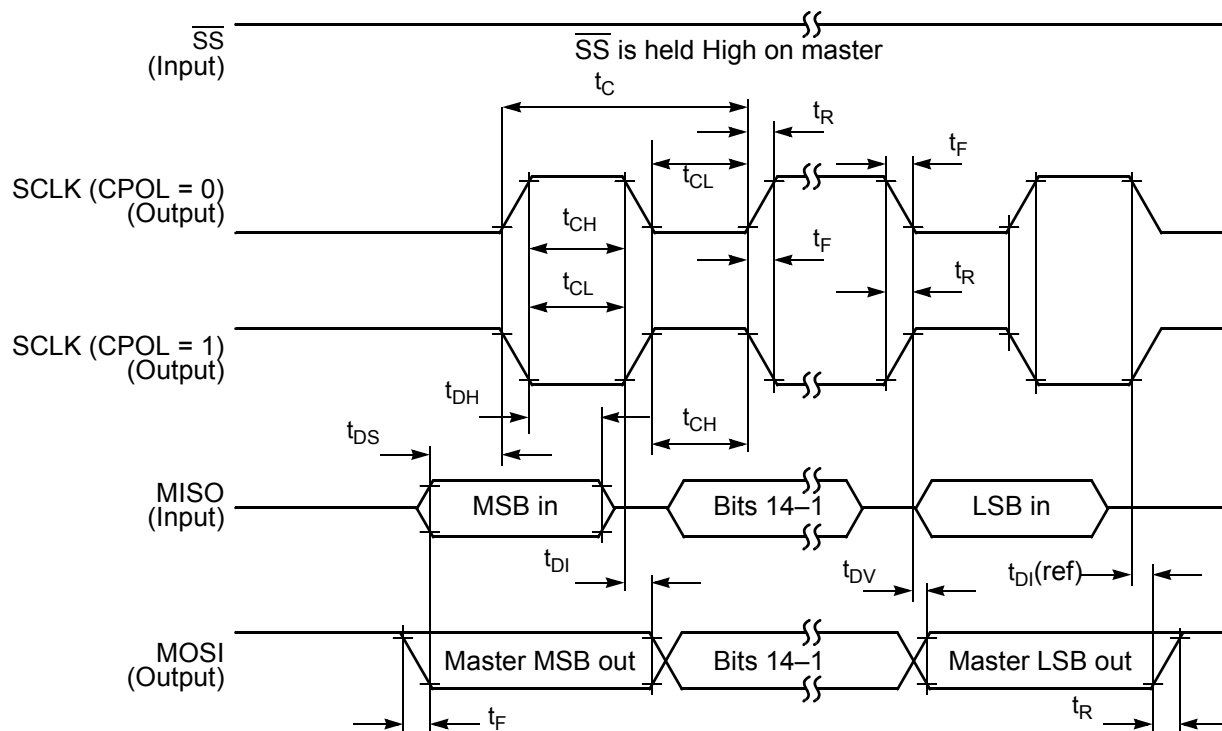 SS
(Input)
SS is held High on master
tC
tR
tF
SCLK (CPOL = 0)
(Output)
tCL
tCH
tF
tCL
tR
SCLK (CPOL = 1)
(Output)
tDH
tCH
tDS
MISO
(Input)
MSB in
Bits 14–1
LSB in
tDI
tDV
tDI(ref)
MOSI
(Output)
Master MSB out
Bits 14–1
Master LSB out
tF
tR